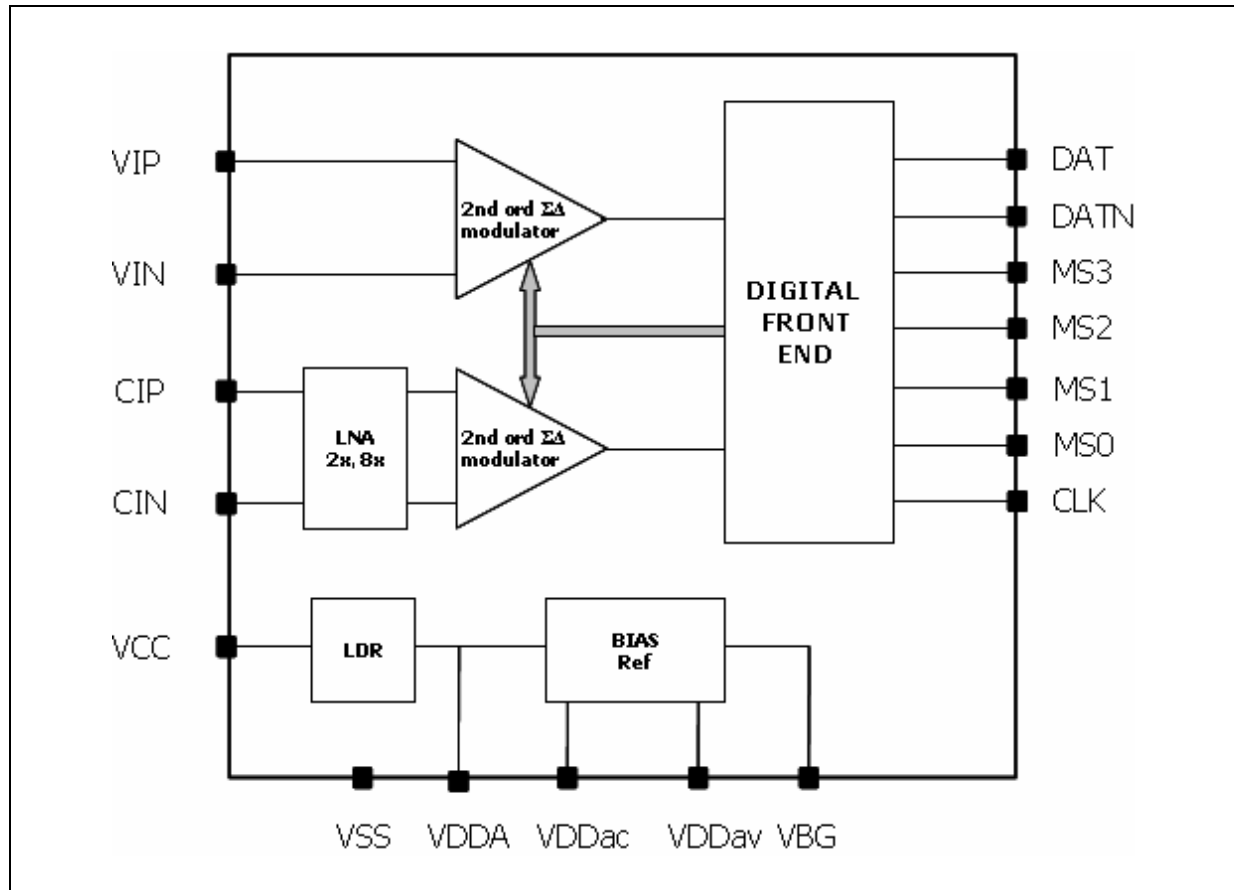 VIP
VIN
CIP
CIN
VCC
2nd ord ΣΔ
modulator
LNA
2x, 8x
2nd ord ΣΔ
modulator
DIGITAL
FRONT
END
LDR
BIAS
Ref
DAT
DATN
MS3
MS2
MS1
MS0
CLK
VSS
VDDA
VDDac
VDDav
VBG